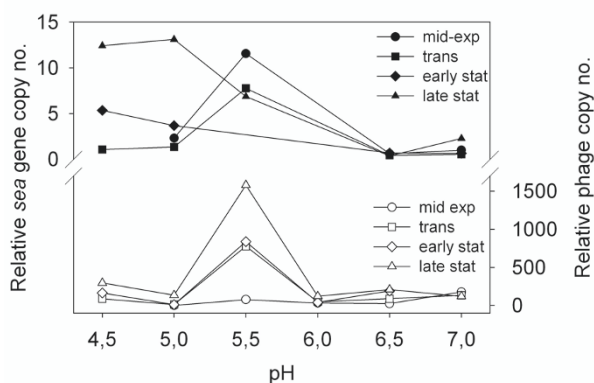 Relative sea gene copy no.
15
10
5
0
mid-exp
trans
early stat
late stat
Relative phage copy no.
1500
1000
500
0
mid exp
trans
early stat
late stat
4,5 5,0 5,5 6,0 6,5 7,0
pH